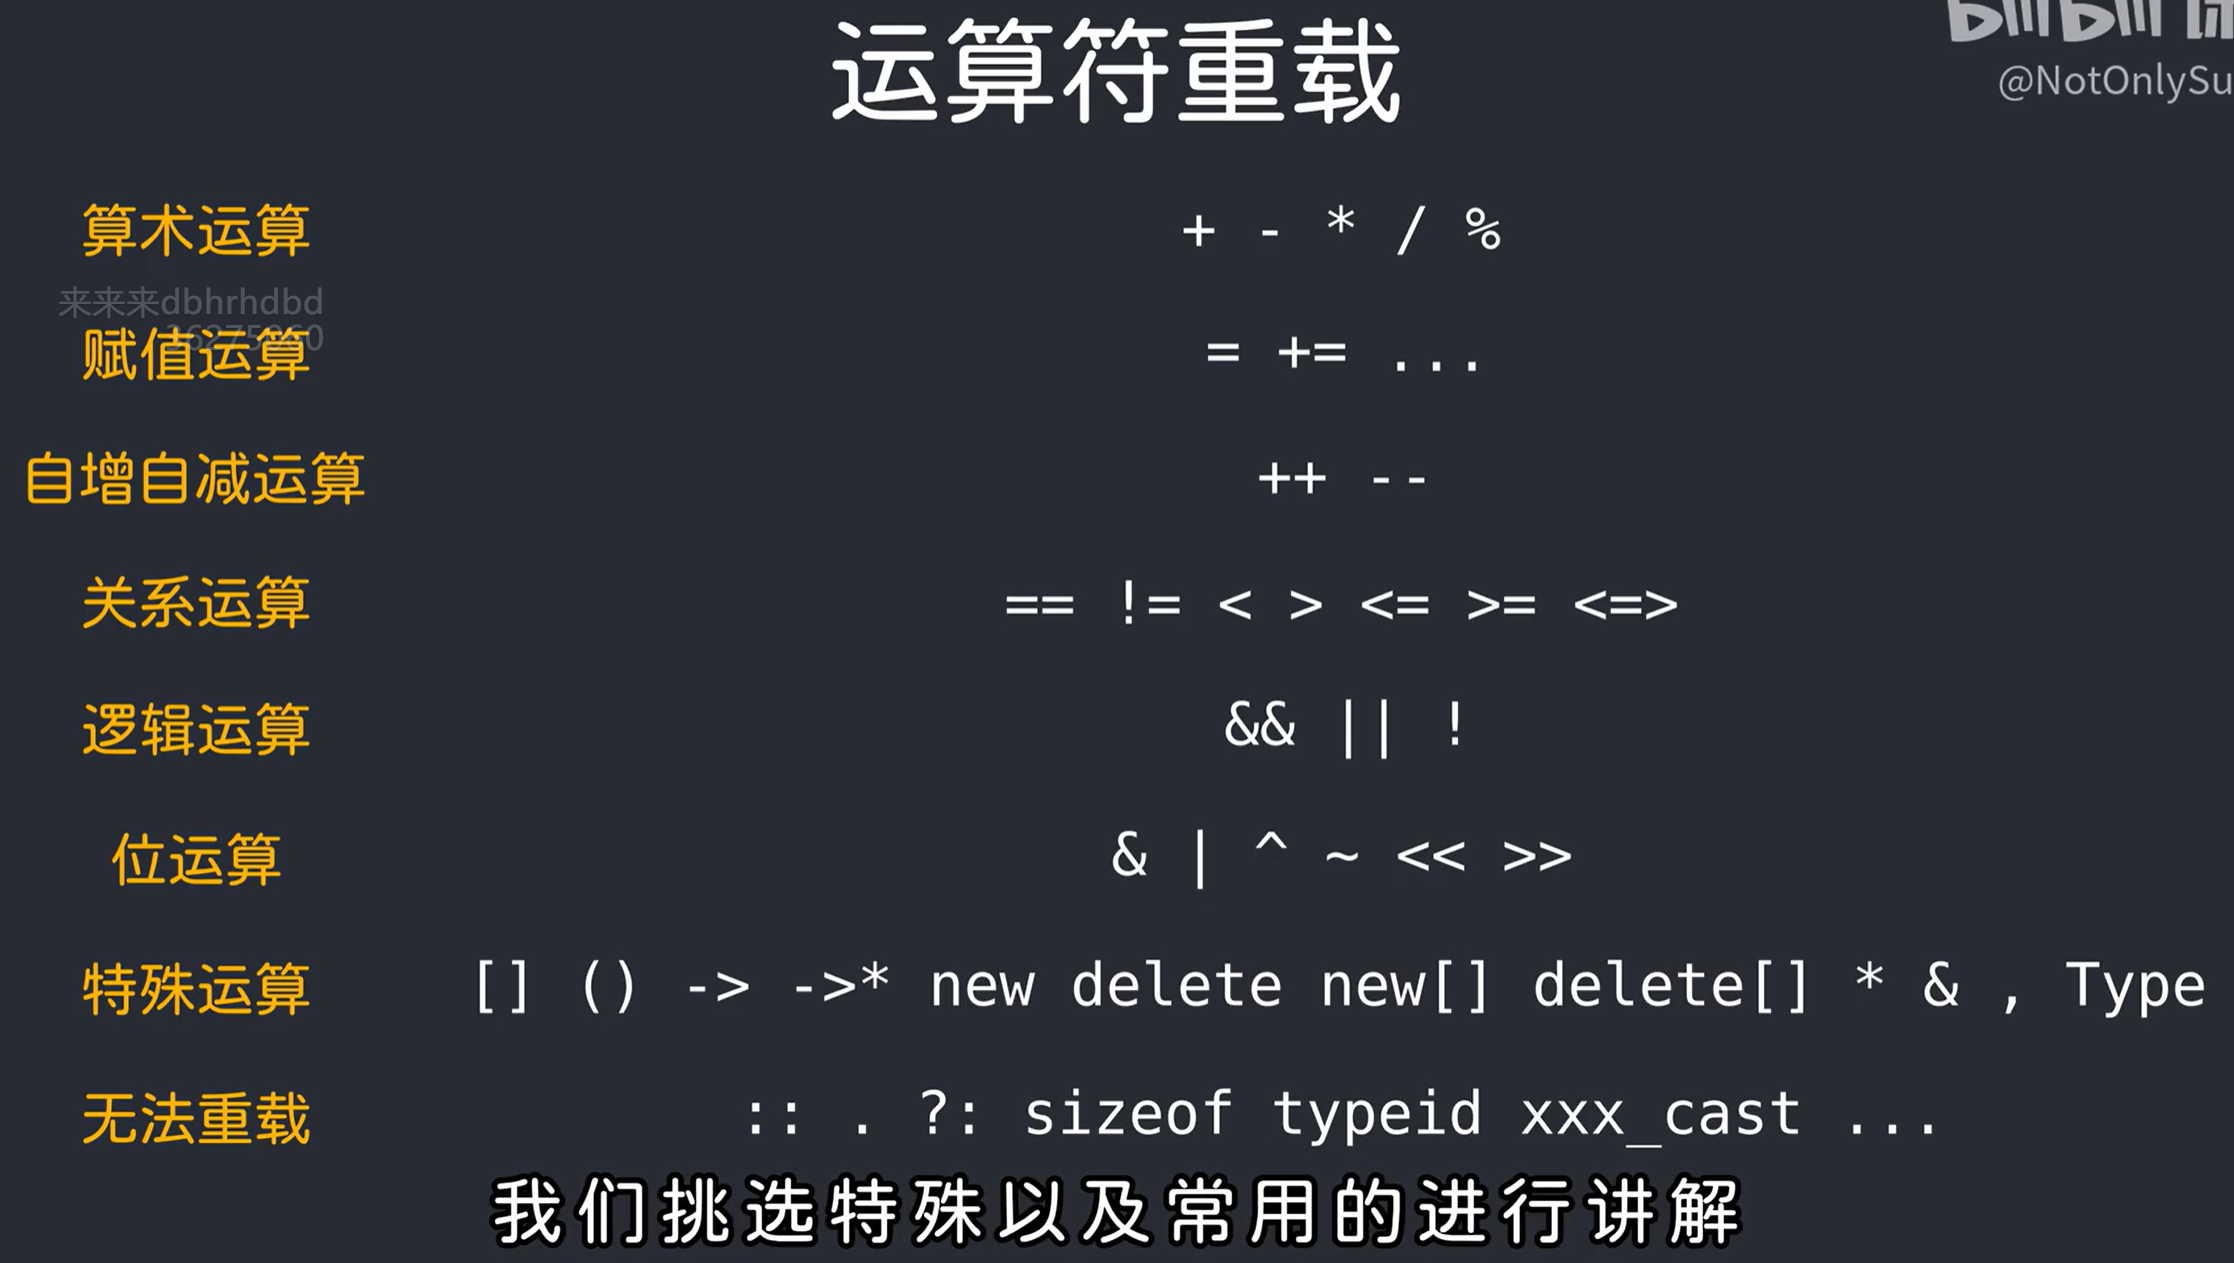 运算符重载
@NotOnlySu
算术运算 + - * / %
来来来dbhrhdbd
赋值运算 = += ...
自增自减运算 ++ --
关系运算 == != < > <= >= <=>
逻辑运算 && || !
位运算 & | ^ ~ << >>
特殊运算 [] () -> ->* new delete new[] delete[] * & , Type
无法重载 :: . ?: sizeof typeid xxx_cast ...
我们挑选特殊以及常用的进行讲解